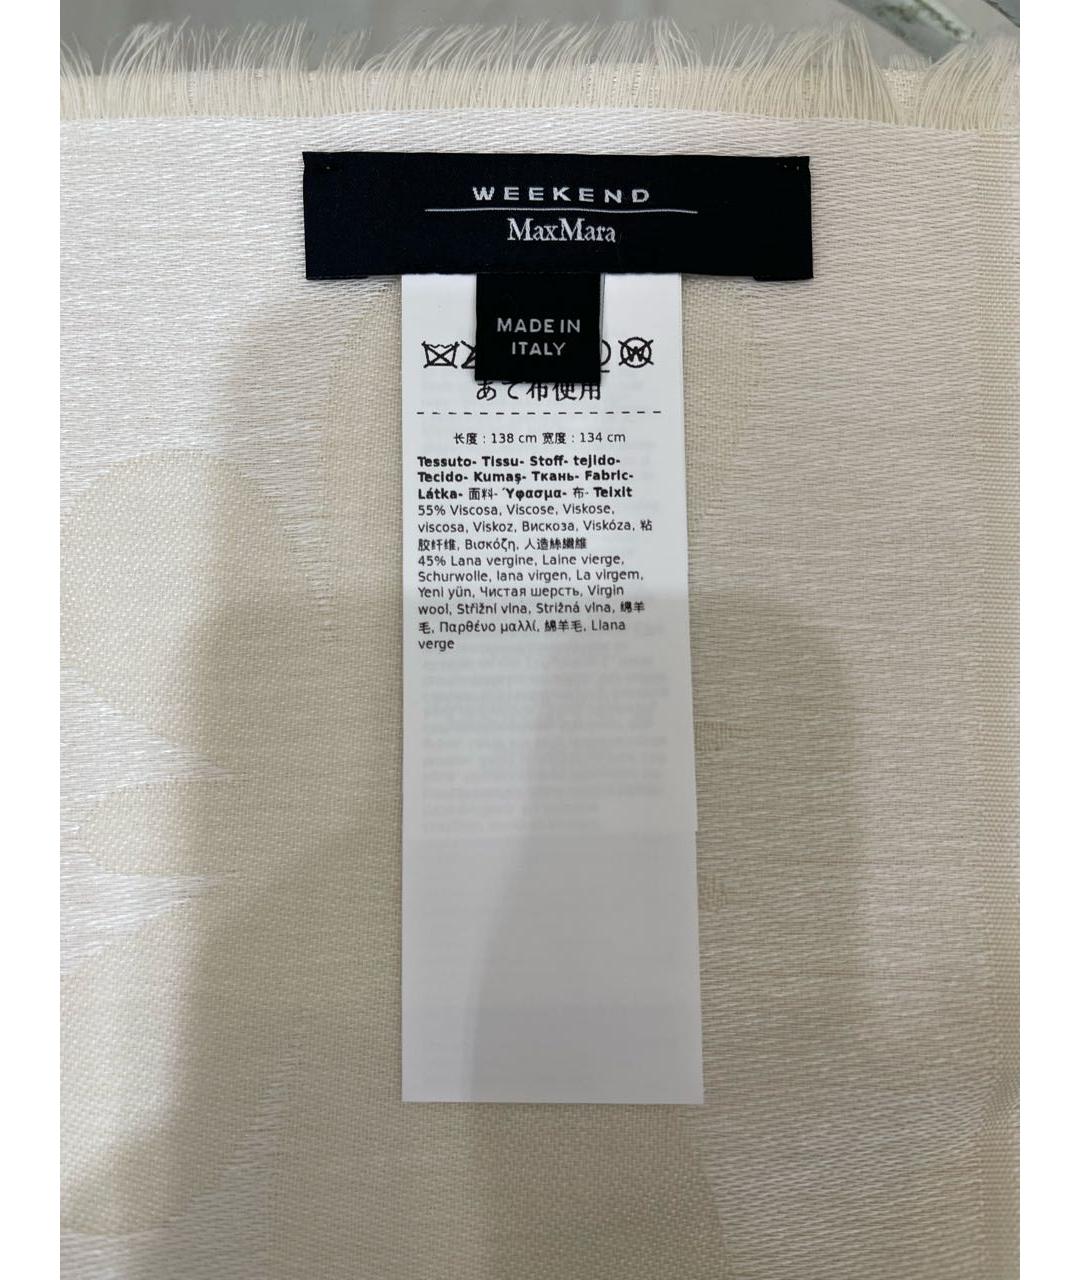 WEEKEND
MaxMara
MADE IN
ITALY
W
あて布使用
长度 : 138 cm 宽度 : 134 cm
Tessuto- Tissu- Stoff- tejido-
Tecido- Kumaş- Ткань- Fabric-
Látka- 面料- Ύφασμα- 布- Teixit
55% Viscosa, Viscose, Viskose,
viscosa, Viskoz, Вискоза, Viskóza, 粘
胶纤维, Βισκόζη, 人造絲纖維
45% Lana vergine, Laine vierge,
Schurwolle, lana virgen, La virgem,
Yeni yün, Чистая шерсть, Virgin
wool, Střižní vlna, Strižná vlna, 绵羊
毛, Παρθένο μαλλί, 綿羊毛, Llana
verge